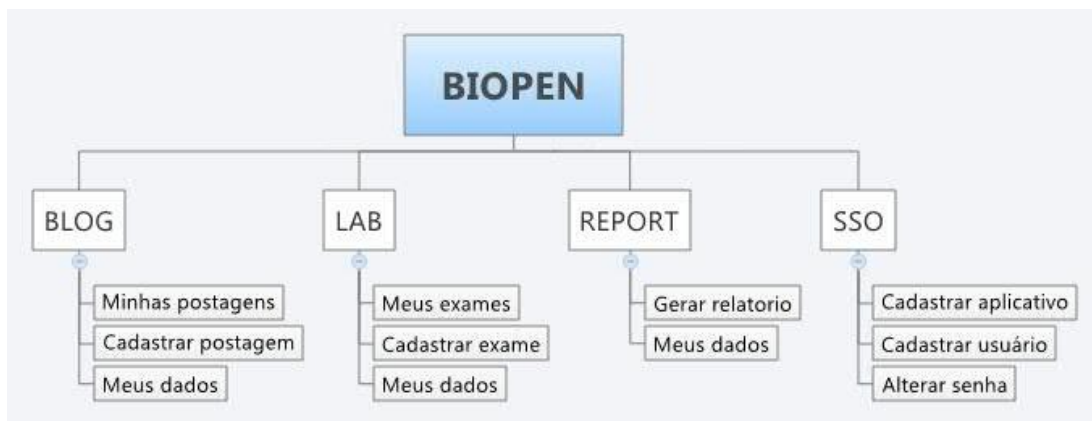 BIOPEN
BLOG
LAB
REPORT
SSO
Minhas postagens
Cadastrar postagem
Meus dados
Meus exames
Cadastrar exame
Meus dados
Gerar relatorio
Meus dados
Cadastrar aplicativo
Cadastrar usuário
Alterar senha